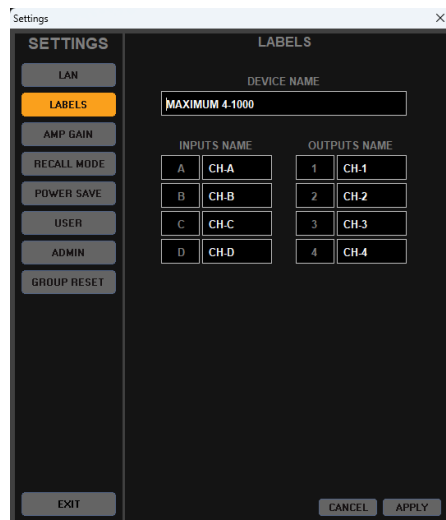 Settings
SETTINGS
LAN
LABELS
AMP GAIN
RECALL MODE
POWER SAVE
USER
ADMIN
GROUP RESET
EXIT
LABELS
DEVICE NAME
MAXIMUM 4-1000
INPUTS NAME OUTPUTS NAME
A CH-A 1 CH-1
B CH-B 2 CH-2
C CH-C 3 CH-3
D CH-D 4 CH-4
CANCEL APPLY